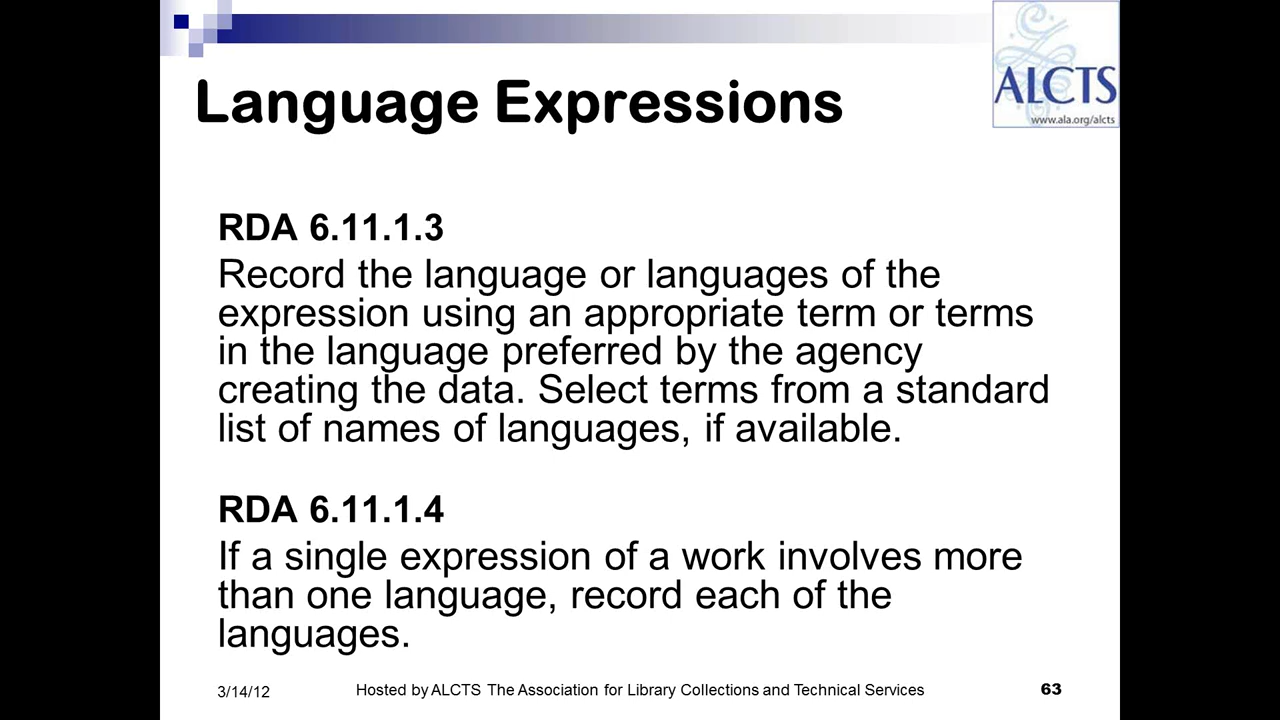 ALCTS
www.ala.org/alcts
Language Expressions
RDA 6.11.1.3
Record the language or languages of the
expression using an appropriate term or terms
in the language preferred by the agency
creating the data. Select terms from a standard
list of names of languages, if available.
RDA 6.11.1.4
If a single expression of a work involves more
than one language, record each of the
languages.
3/14/12
Hosted by ALCTS The Association for Library Collections and Technical Services
63